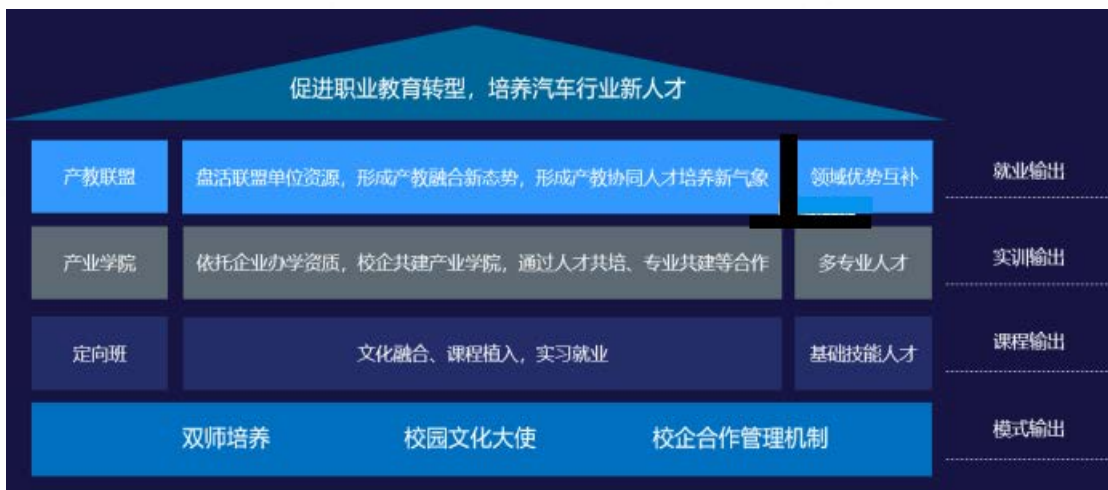 促进职业教育转型，培养汽车行业新人才
产教联盟
盘活联盟单位资源，形成产教融合新态势，形成产教协同人才培养新气象
领域优势互补
就业输出
产业学院
依托企业办学资质，校企共建产业学院，通过人才共培、专业共建等合作
多专业人才
实训输出
定向班
文化融合、课程植入，实习就业
基础技能人才
课程输出
双师培养
校园文化大使
校企合作管理机制
模式输出